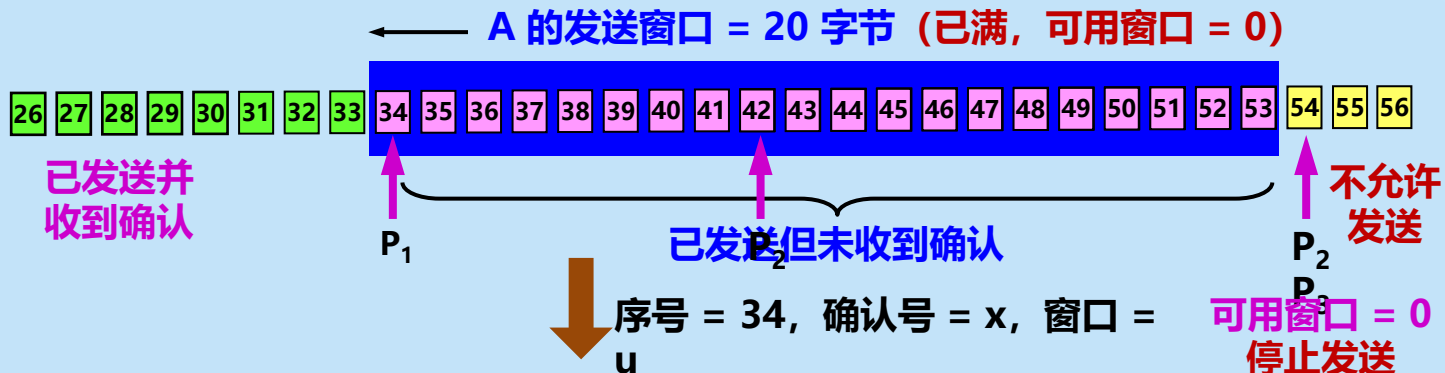 A 的发送窗口 = 20 字节（已满，可用窗口 = 0）
26 27 28 29 30 31 32 33 34 35 36 37 38 39 40 41 42 43 44 45 46 47 48 49 50 51 52 53 54 55 56
已发送并
收到确认
不允许
发送
P1
已发送但未收到确认
P2
P2
P3
序号 = 34，确认号 = x，窗口 =
u
可用窗口 = 0
停止发送